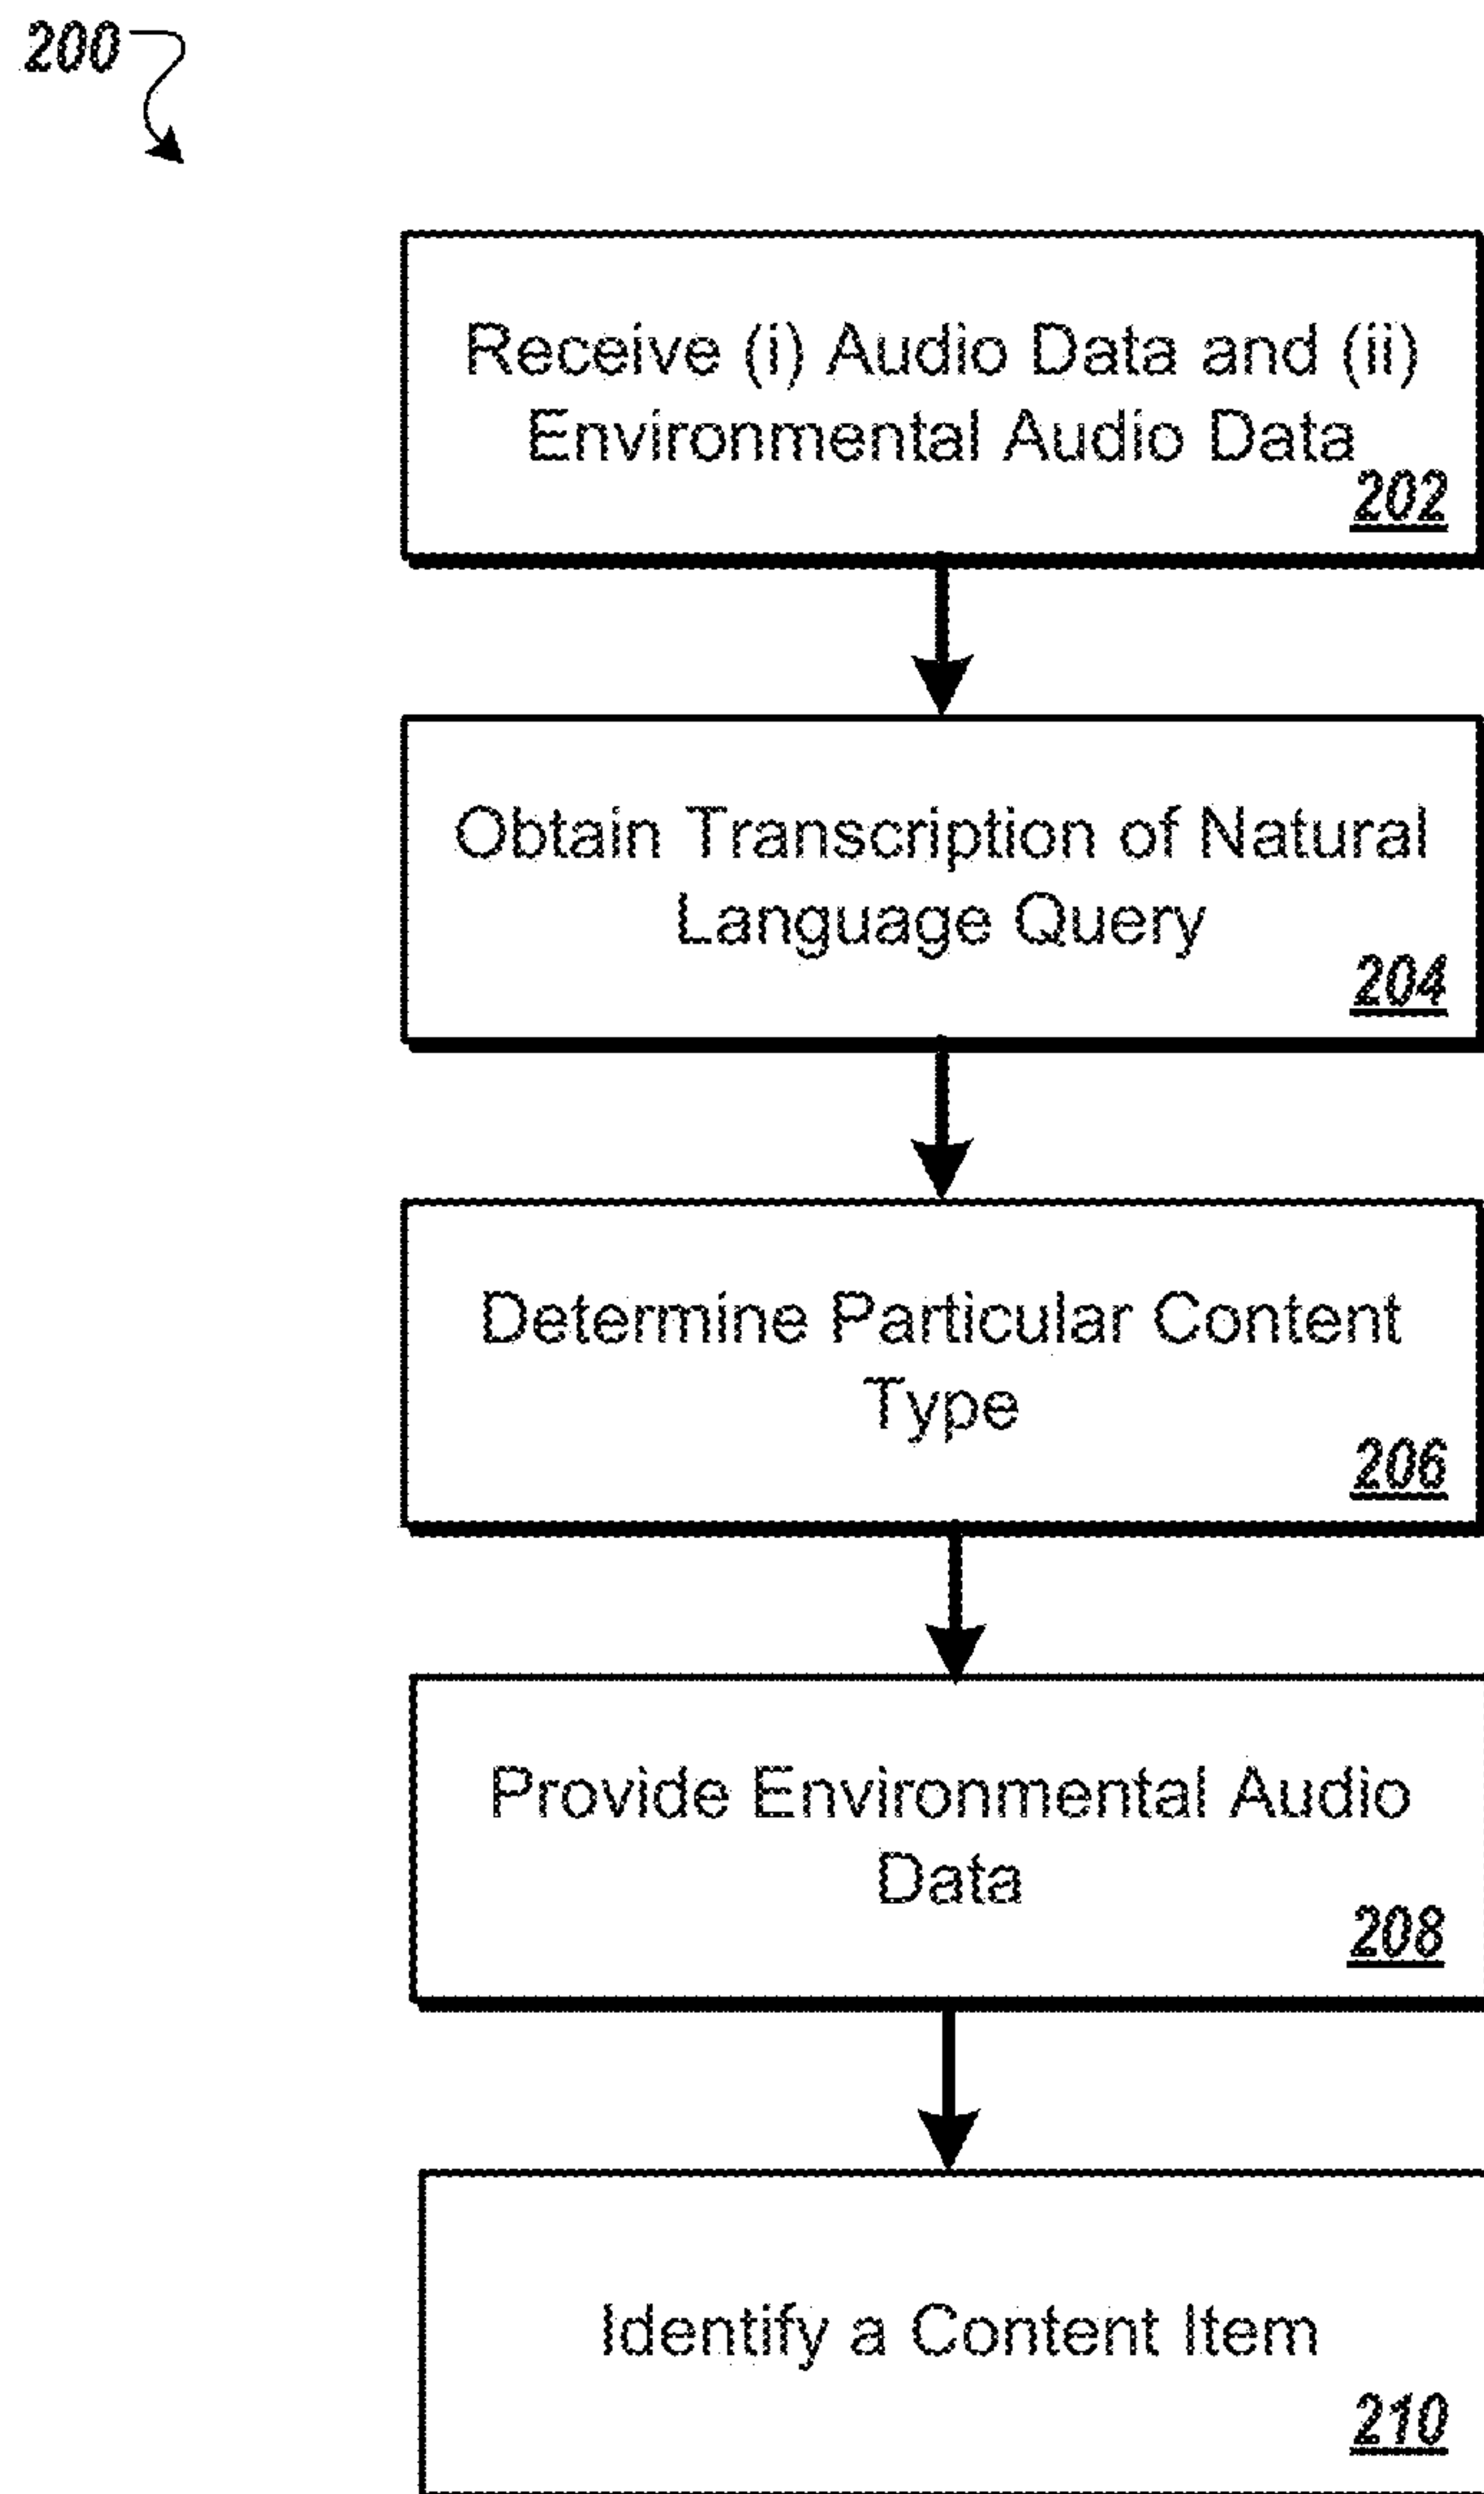 200
Receive (i) Audio Data and (ii)
Environmental Audio Data
202
Obtain Transcription of Natural
Language Query
204
Determine Particular Content
Type
206
Provide Environmental Audio
Data
208
Identify a Content Item
210